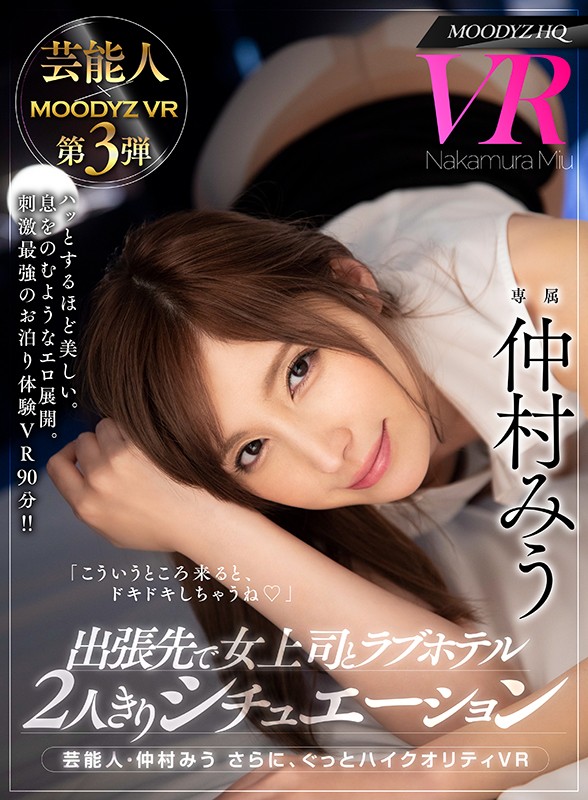 芸能人
×
MOODYZ VR
第3弾
MOODYZ HQ
VR
Nakamura Miu
ハッとするほど美しい。
息をのむようなエロ展開。
刺激最強のお泊り体験VR90分!!
専属
仲村みう
「こういうところ来ると、
ドキドキしちゃうね♡」
出張先で女上司とラブホテル
2人きりシチュエーション
芸能人・仲村みう さらに、ぐっとハイクオリティVR